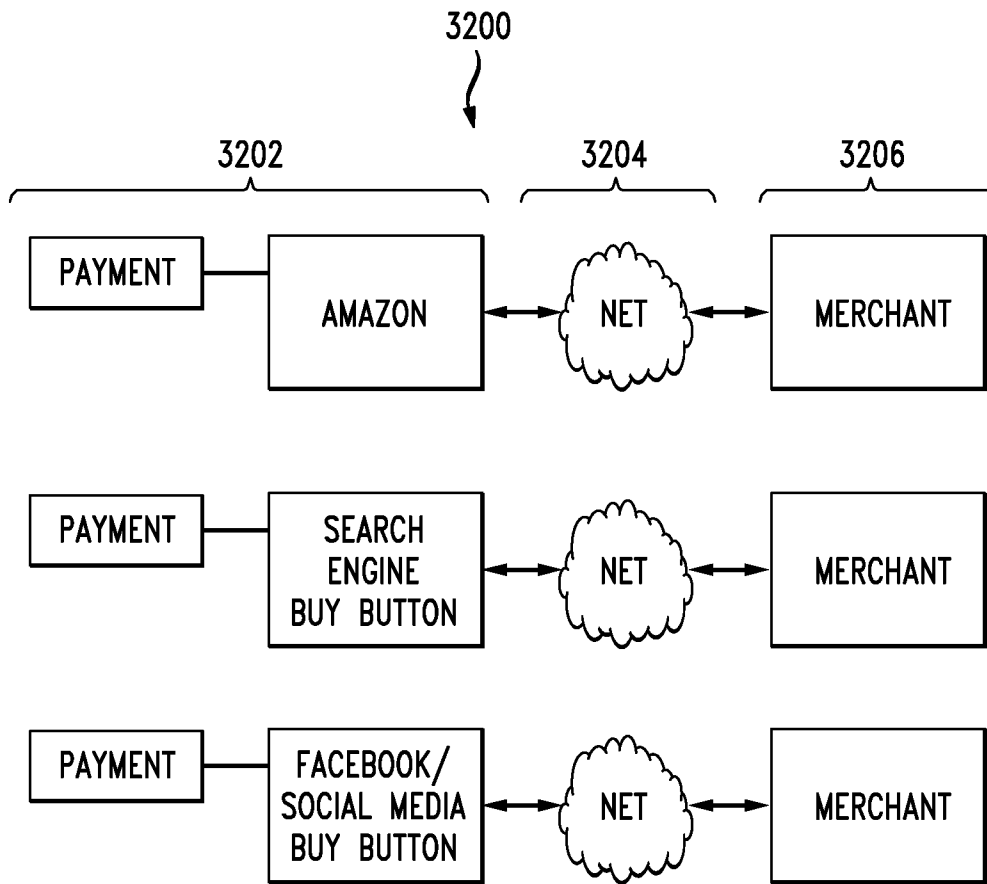 3200
3202
3204
3206
PAYMENT
AMAZON
NET
MERCHANT
PAYMENT
SEARCH
ENGINE
BUY BUTTON
NET
MERCHANT
PAYMENT
FACEBOOK/
SOCIAL MEDIA
BUY BUTTON
NET
MERCHANT